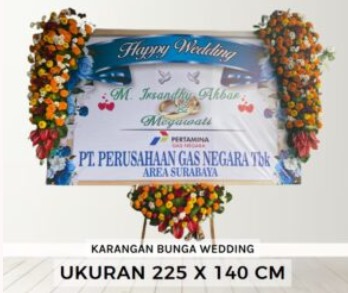 Happy Wedding
M. Irsandhy Akbar
&
Megawati
PERTAMINA
GAS NEGARA
PT. PERUSAHAAN GAS NEGARA Tbk
AREA SURABAYA
KARANGAN BUNGA WEDDING
UKURAN 225 X 140 CM